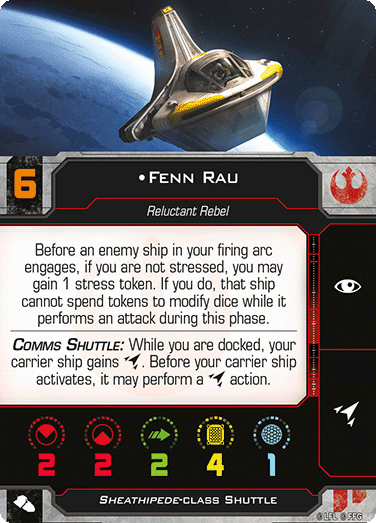 6
•Fenn Rau
Reluctant Rebel
Before an enemy ship in your firing arc
engages, if you are not stressed, you may
gain 1 stress token. If you do, that ship
cannot spend tokens to modify dice while it
performs an attack during this phase.
Comms Shuttle: While you are docked, your
carrier ship gains . Before your carrier ship
activates, it may perform a action.
2 2 2 4 1
Sheathipede-class Shuttle
© LFL © FFG